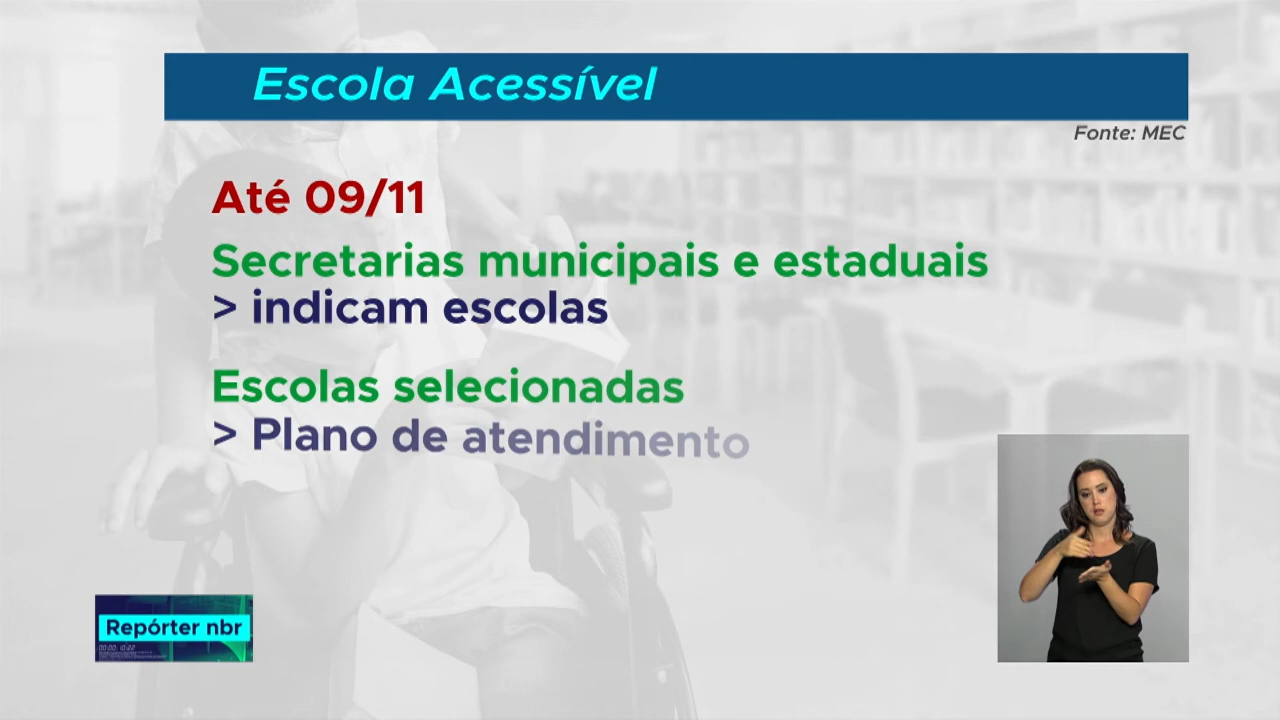 Escola Acessível
Fonte: MEC
Até 09/11
Secretarias municipais e estaduais
> indicam escolas
Escolas selecionadas
> Plano de atendimento
Repórter nbr